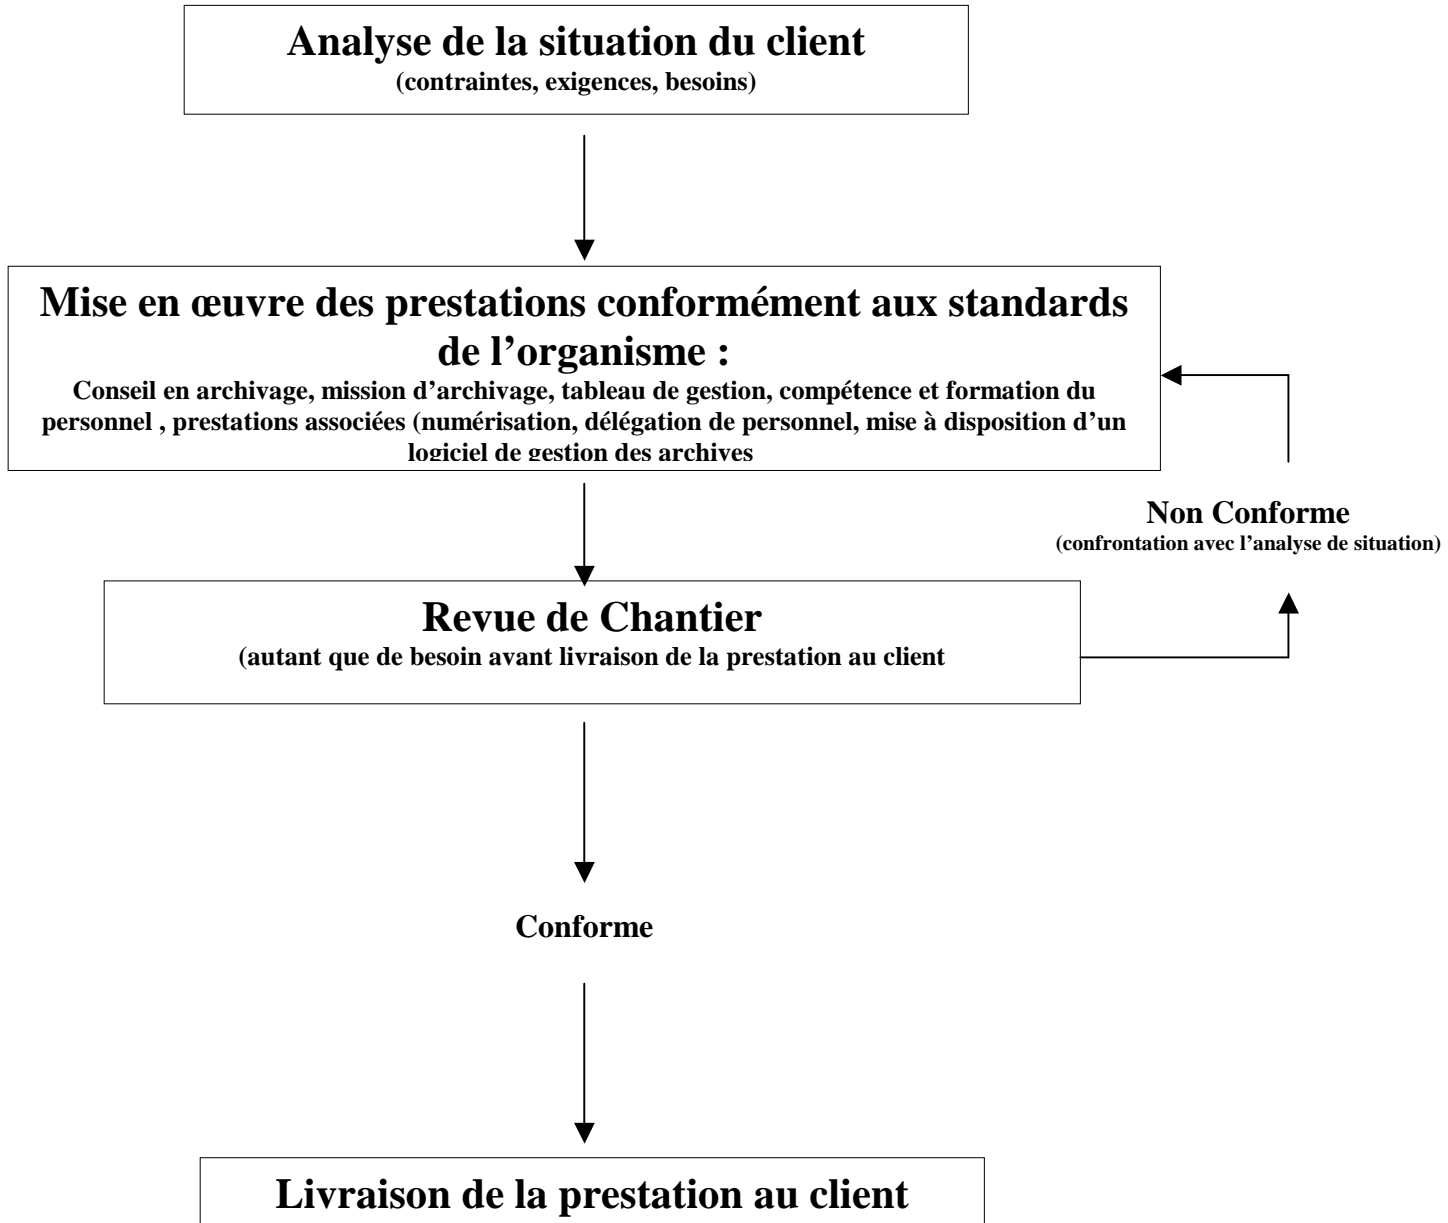 Analyse de la situation du client
(contraintes, exigences, besoins)
Mise en œuvre des prestations conformément aux standards
de l’organisme :
Conseil en archivage, mission d’archivage, tableau de gestion, compétence et formation du
personnel , prestations associées (numérisation, délégation de personnel, mise à disposition d’un
logiciel de gestion des archives
Non Conforme
(confrontation avec l’analyse de situation)
Revue de Chantier
(autant que de besoin avant livraison de la prestation au client
Conforme
Livraison de la prestation au client